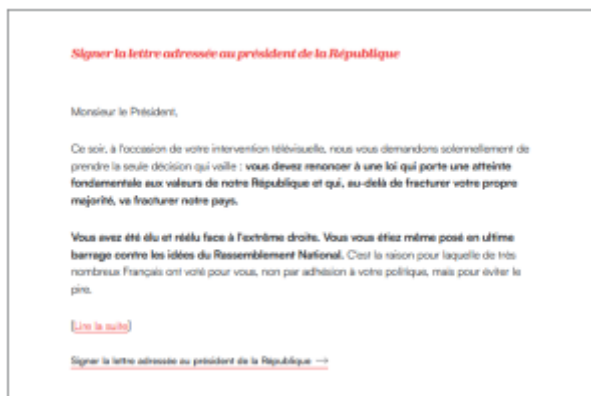 Signer la lettre adressée au président de la République
Monsieur le Président,
Ce soir, à l'occasion de votre intervention télévisuelle, nous vous demandons solennellement de
prendre la seule décision qui vaille : vous devez renoncer à une loi qui porte une atteinte
fondamentale aux valeurs de notre République et qui, au-delà de fracturer votre propre
majorité, va fracturer notre pays.
Vous avez été élu et réélu face à l'extrême droite. Vous vous étiez même posé en ultime
barrage contre les idées du Rassemblement National. C'est la raison pour laquelle de très
nombreux Français ont voté pour vous, non par adhésion à votre politique, mais pour éviter le
pire.
[Lire la suite]
Signer la lettre adressée au président de la République →